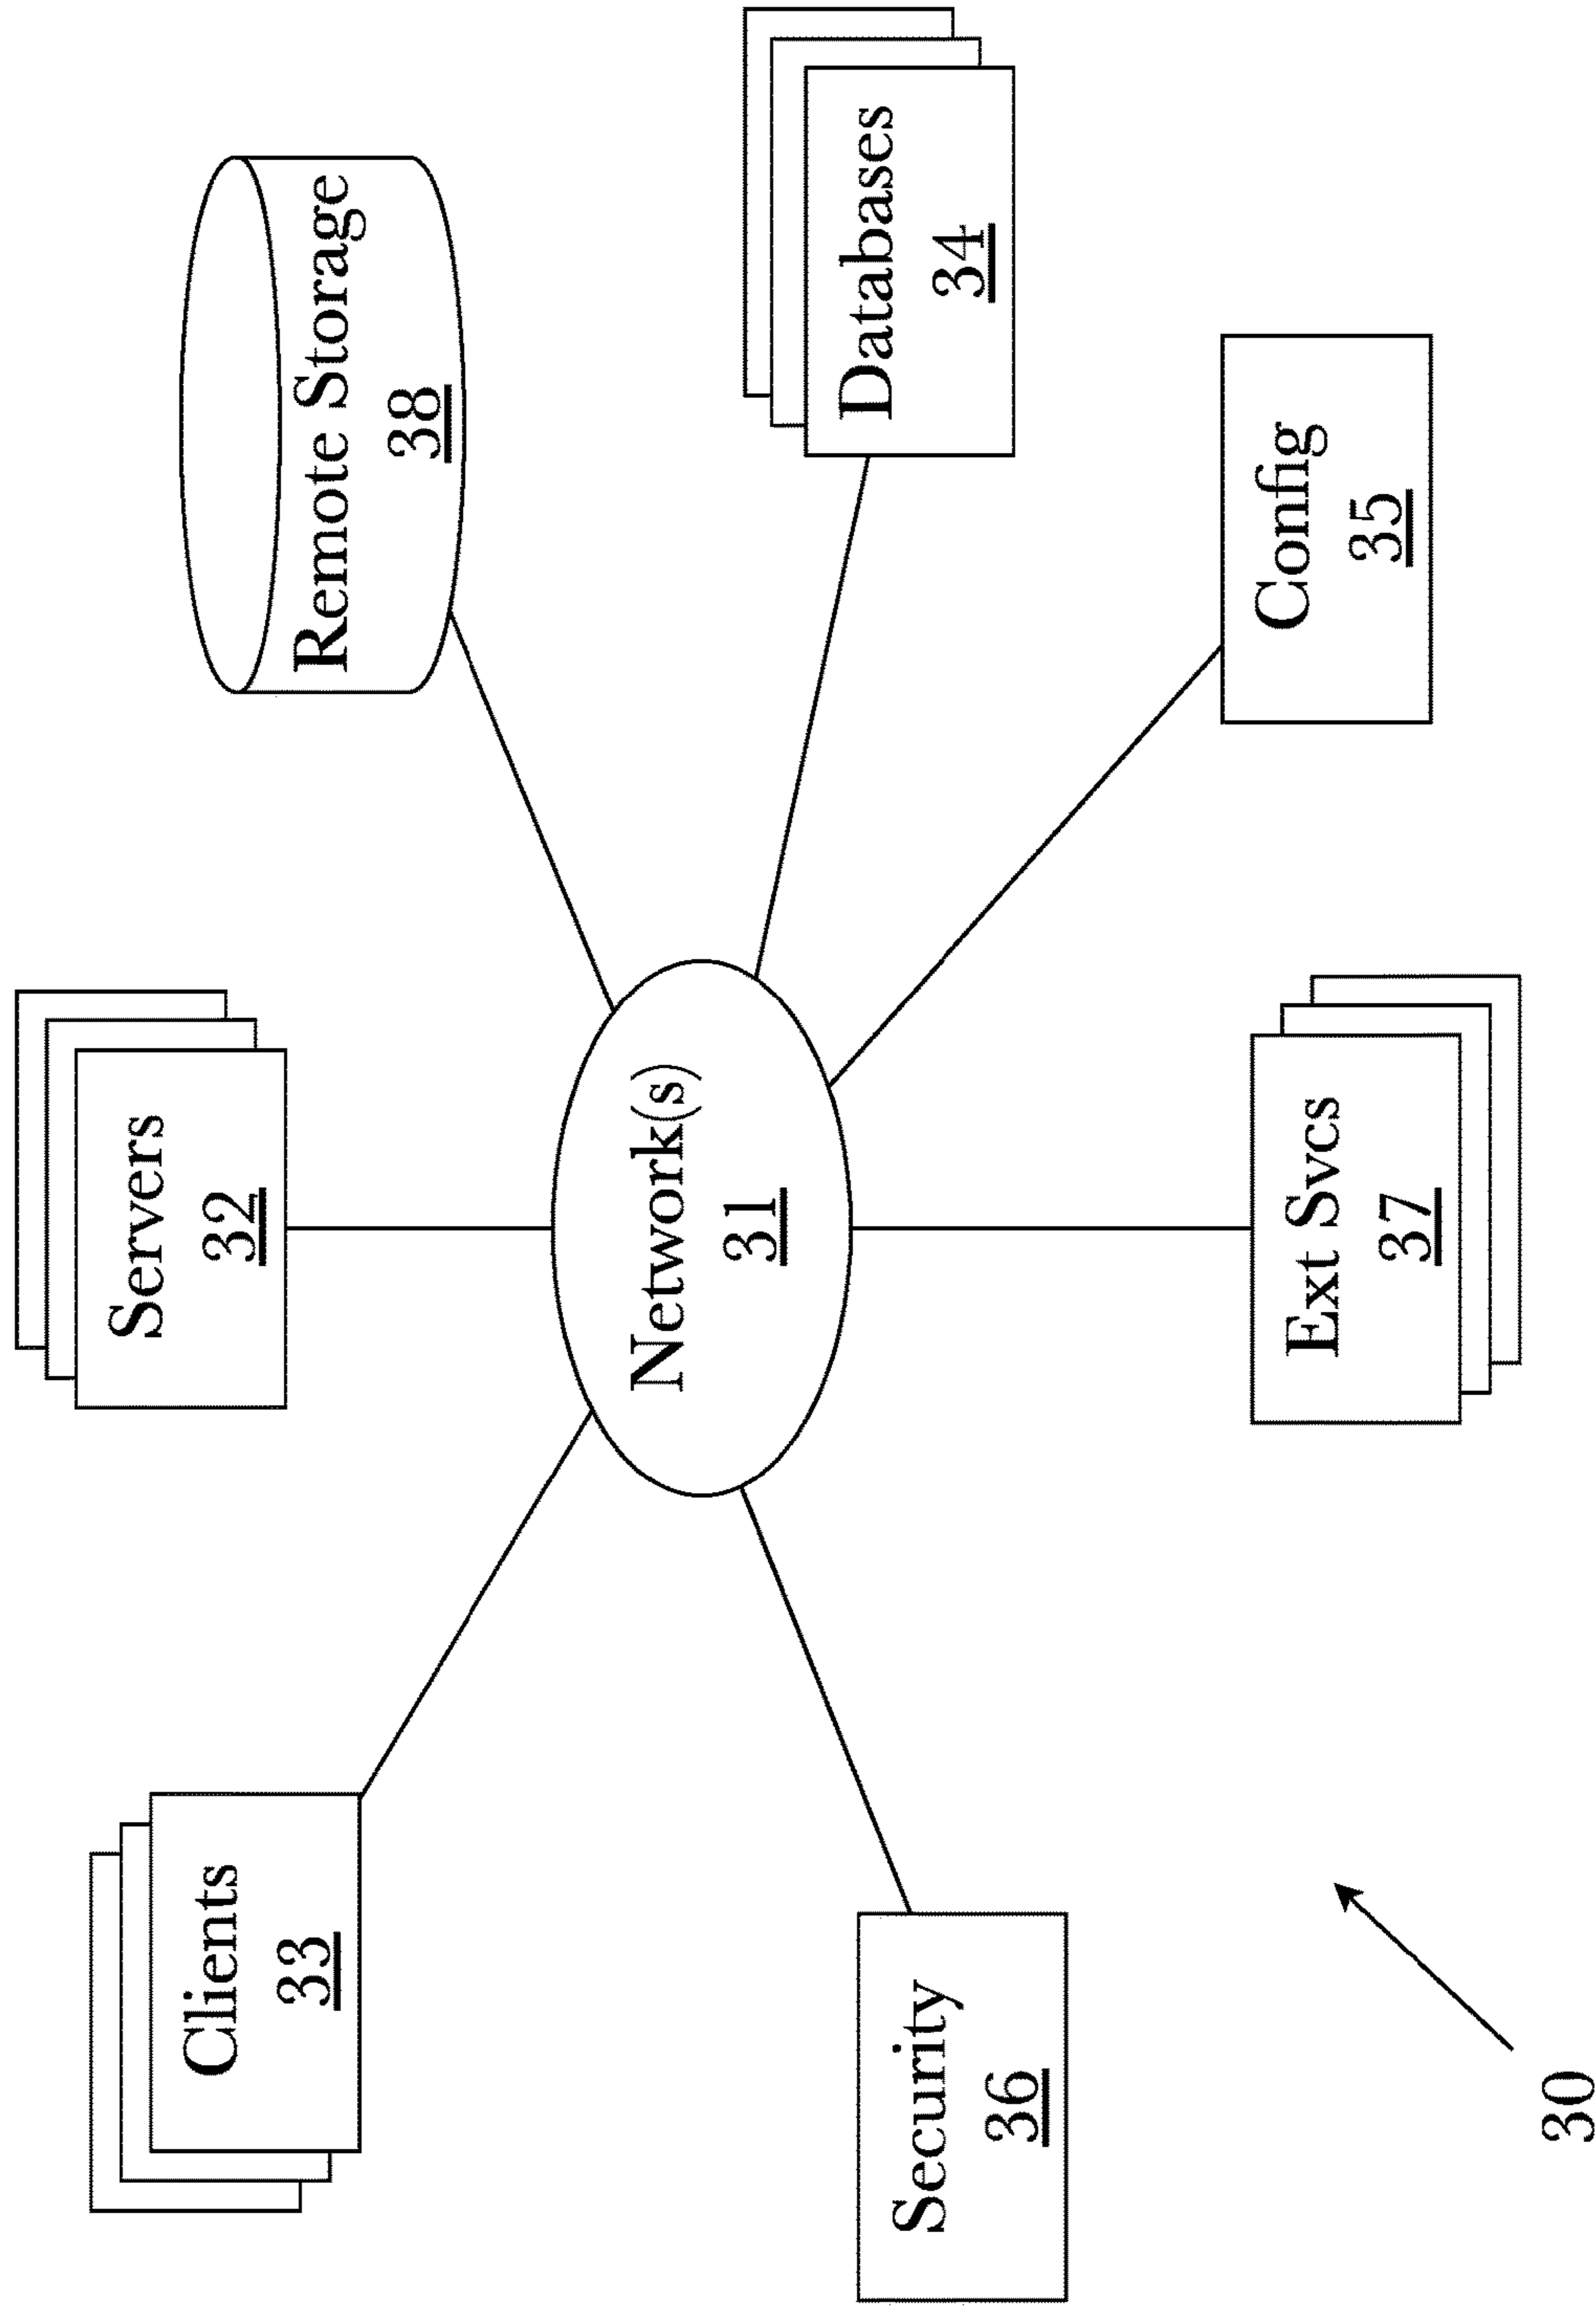 Servers
32
Clients
33
Remote Storage
38
Network(s)
31
Databases
34
Security
36
Ext Svcs
37
Config
35
30